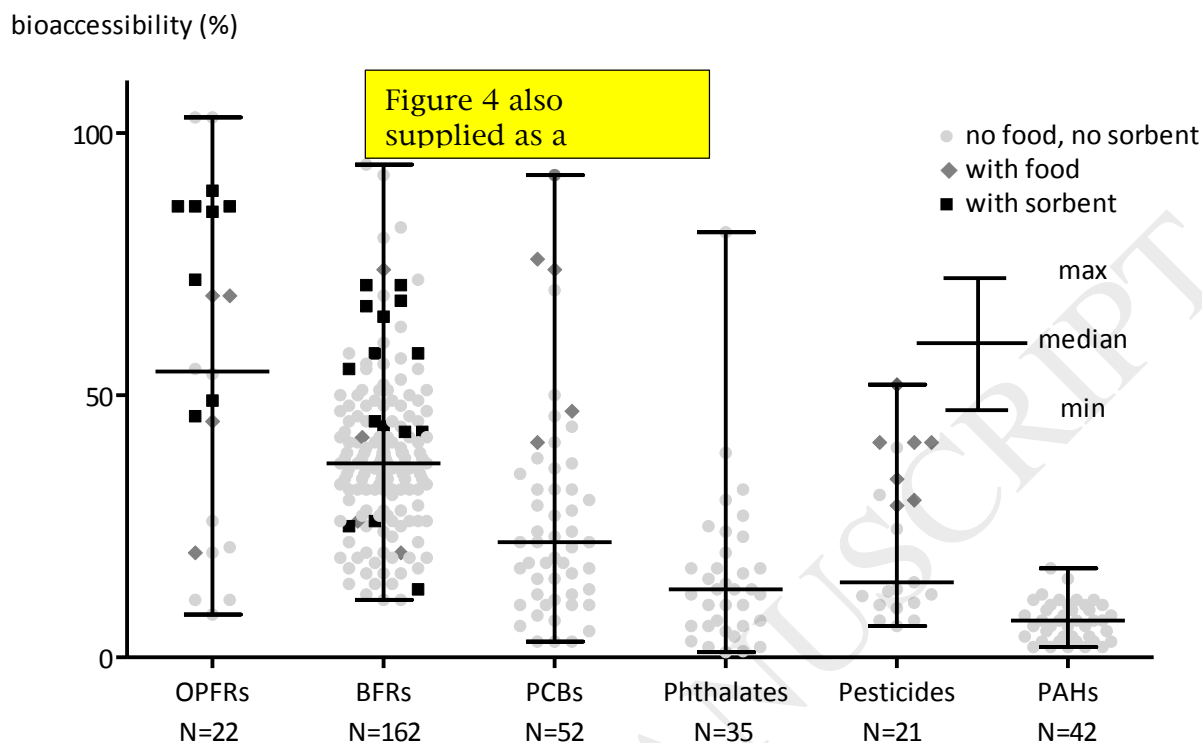 bioaccessibility (%)
Figure 4 also
supplied as a
100
50
0
no food, no sorbent
with food
with sorbent
max
median
min
OPFRs BFRs PCBs Phthalates Pesticides PAHs
N=22 N=162 N=52 N=35 N=21 N=42
NUSCRIPT